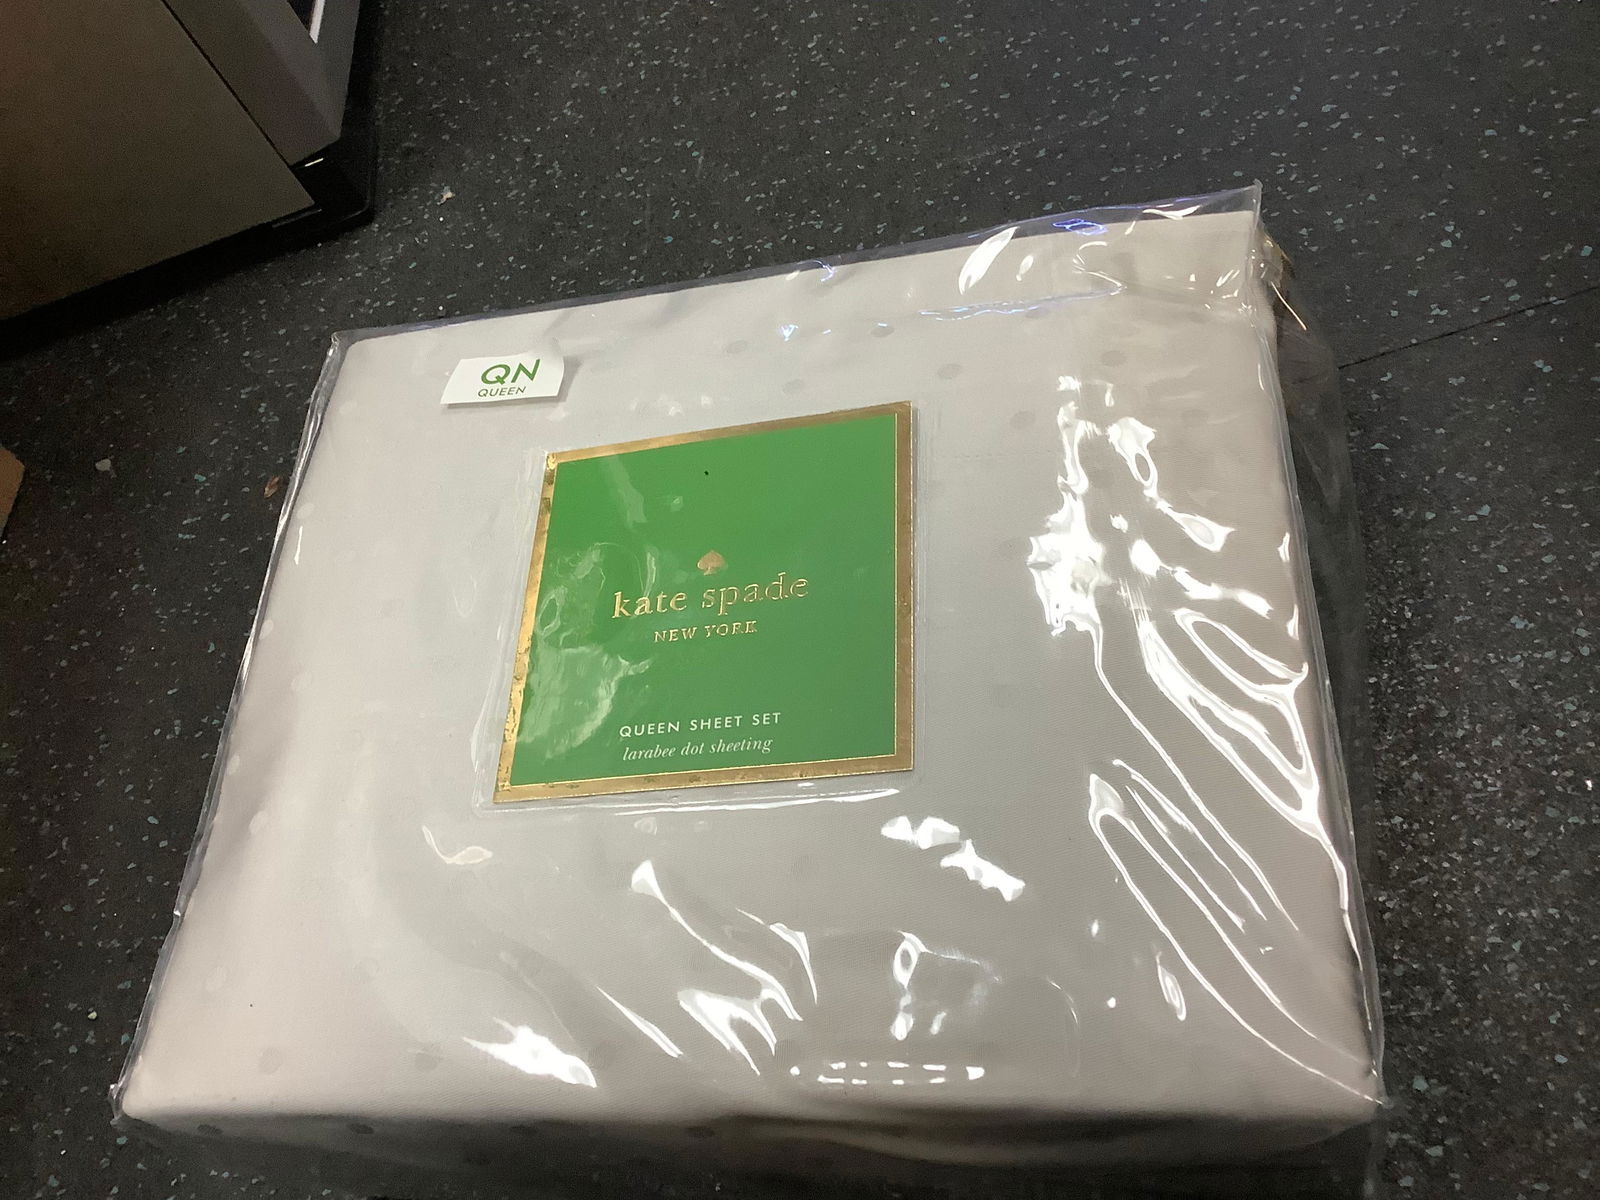 QN
QUEEN
kate spade
NEW YORK
QUEEN SHEET SET
larabee dot sheeting